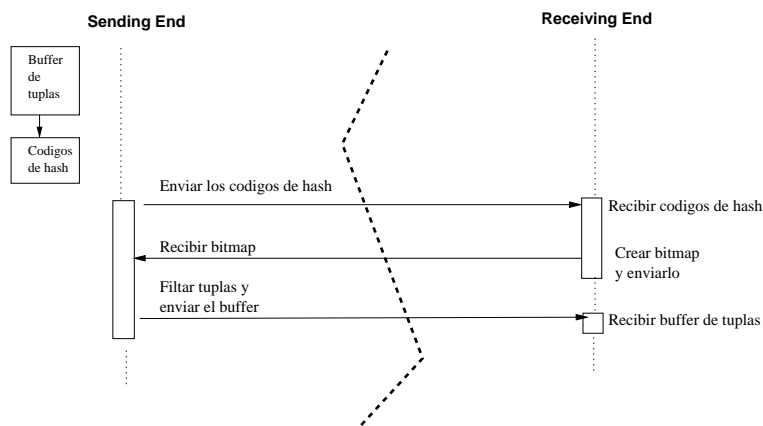 Sending End
Receiving End
Buffer
de
tuplas
Codigos
de hash
Enviar los codigos de hash
Recibir codigos de hash
Recibir bitmap
Crear bitmap
y enviarlo
Filtar tuplas y
enviar el buffer
Recibir buffer de tuplas